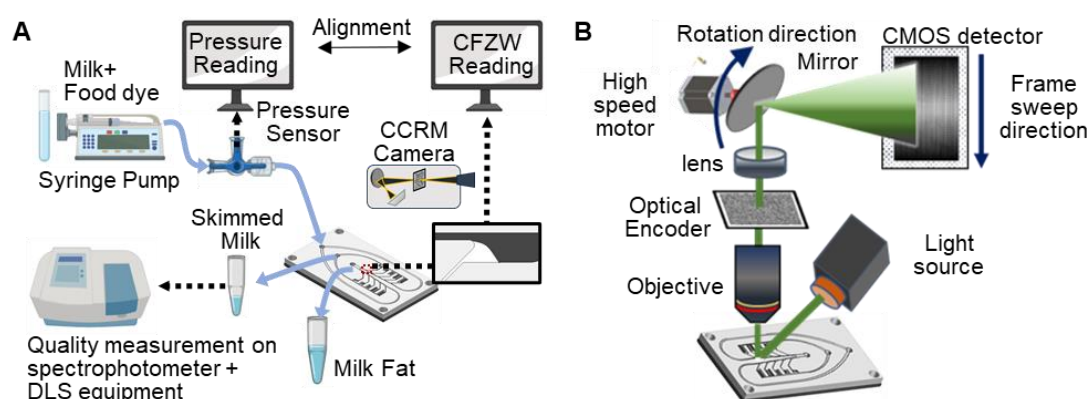 A
Pressure
Reading
Alignment
CFZW
Reading
Milk+
Food dye
Pressure
Sensor
CCRM
Camera
Syringe Pump
Skimmed
Milk
Quality measurement on
spectrophotometer +
DLS equipment
Milk Fat
B
Rotation direction
CMOS detector
Mirror
High
speed
motor
Frame
sweep
direction
lens
Optical
Encoder
Light
source
Objective